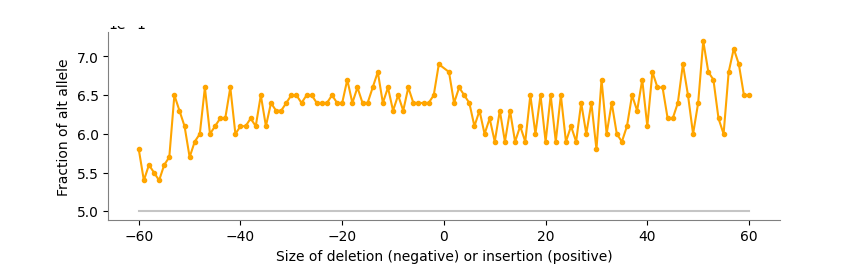 7.0
6.5
6.0
5.5
5.0
Fraction of alt allele
−60 −40 −20 0 20 40 60
Size of deletion (negative) or insertion (positive)